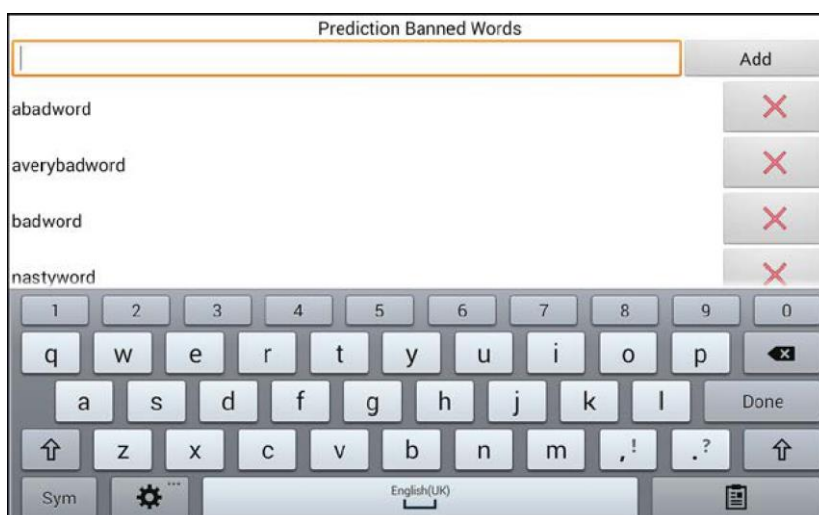 Prediction Banned Words
Add
abadword
averybadword
badword
nastyword
1 2 3 4 5 6 7 8 9 0
q w e r t y u i o p
a s d f g h j k l Done
z x c v b n m ,! .?
Sym ... English(UK)